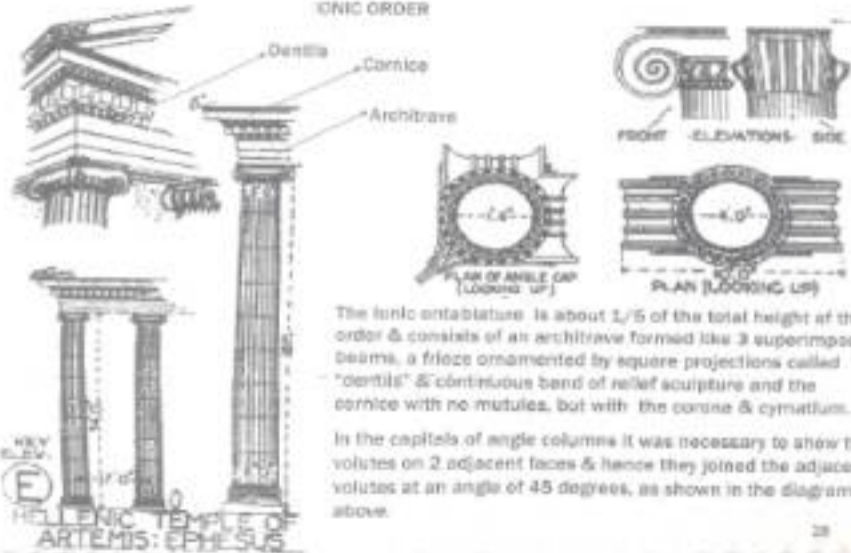 IONIC ORDER
Dentils
Cornice
Architrave
FRONT -ELEVATIONS- SIDE
PLAN OF ANGLE CAP
(LOOKING UP)
PLAN (LOOKING UP)
The Ionic entablature is about 1/5 of the total height of th
order & consists of an architrave formed like 3 superimpo
beams, a frieze ornamented by square projections called
"dentils" & continuous band of relief sculpture and the
cornice with no mutules, but with the corona & cymatium.
In the capitals of angle columns it was necessary to show t
volutes on 2 adjacent faces & hence they joined the adjace
volutes at an angle of 45 degrees, as shown in the diagram
above.
KEY
ELEV.
E
HELLENIC TEMPLE OF
ARTEMIS: EPHESUS
28